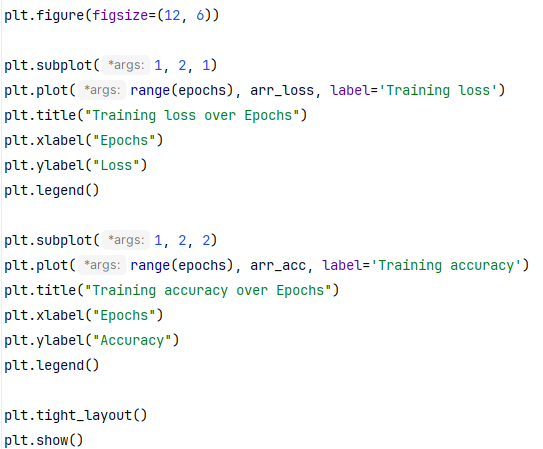 plt.figure(figsize=(12, 6))
plt.subplot( *args: 1, 2, 1)
plt.plot( *args: range(epochs), arr_loss, label='Training loss')
plt.title("Training loss over Epochs")
plt.xlabel("Epochs")
plt.ylabel("Loss")
plt.legend()
plt.subplot( *args: 1, 2, 2)
plt.plot( *args: range(epochs), arr_acc, label='Training accuracy')
plt.title("Training accuracy over Epochs")
plt.xlabel("Epochs")
plt.ylabel("Accuracy")
plt.legend()
plt.tight_layout()
plt.show()